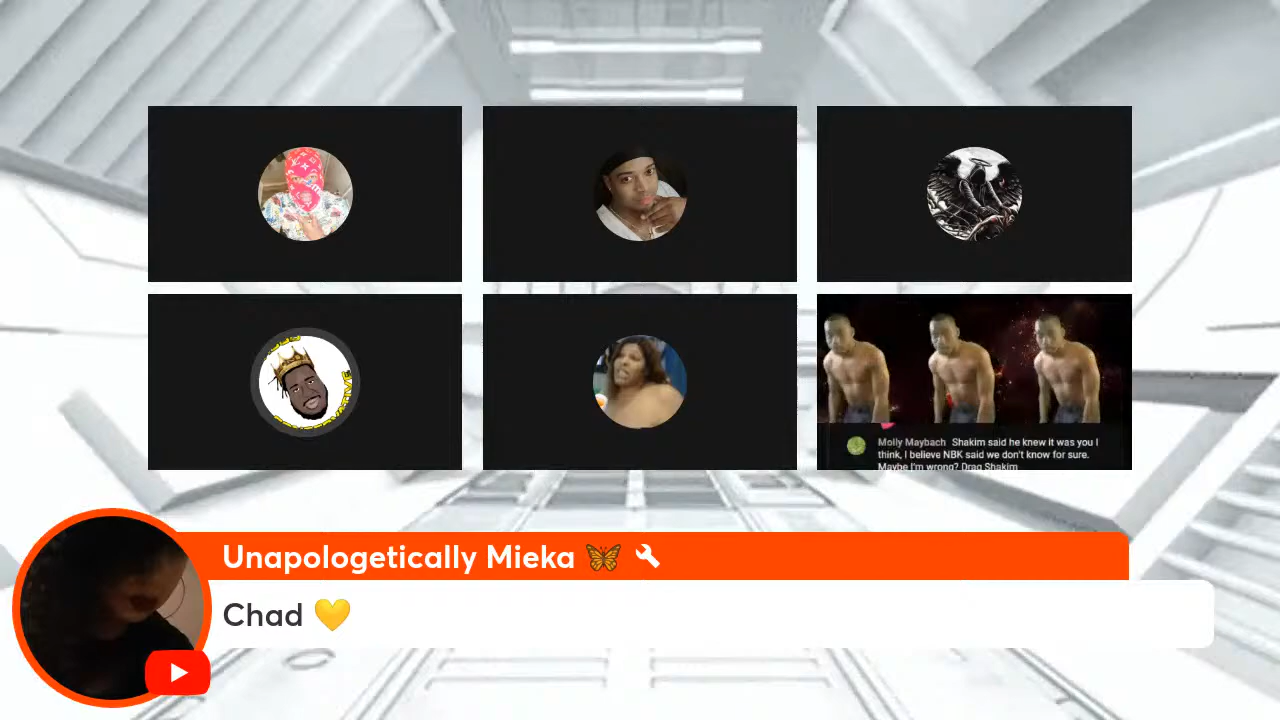 Molly Maybach Shakim said he knew it was you I
think, I believe NBK said we don't know for sure.
Maybe I'm wrong? Drag Shakim
Unapologetically Mieka 🦋 🔧
Chad 💛